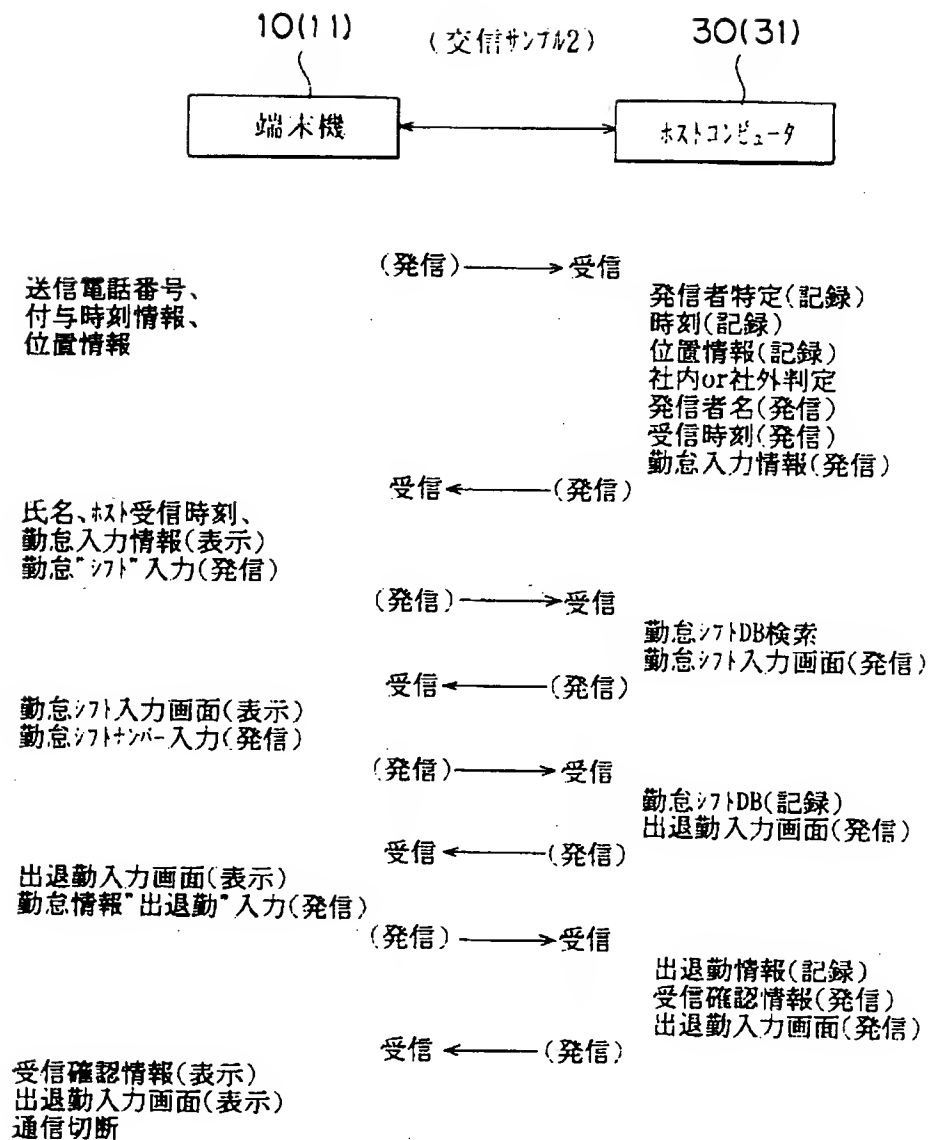 10(11)
(交信サンプル2)
30(31)
端末機
ホストコンピュータ
(発信)
受信
送信電話番号、
付与時刻情報、
位置情報
発信者特定(記録)
時刻(記録)
位置情報(記録)
社内or社外判定
発信者名(発信)
受信時刻(発信)
勤怠入力情報(発信)
受信
(発信)
氏名、ホスト受信時刻、
勤怠入力情報(表示)
勤怠"シフト"入力(発信)
(発信)
受信
勤怠シフトDB検索
勤怠シフト入力画面(発信)
受信
(発信)
勤怠シフト入力画面(表示)
勤怠シフトナンバー入力(発信)
(発信)
受信
勤怠シフトDB(記録)
出退勤入力画面(発信)
受信
(発信)
出退勤入力画面(表示)
勤怠情報"出退勤"入力(発信)
(発信)
受信
出退勤情報(記録)
受信確認情報(発信)
出退勤入力画面(発信)
受信
(発信)
受信確認情報(表示)
出退勤入力画面(表示)
通信切断